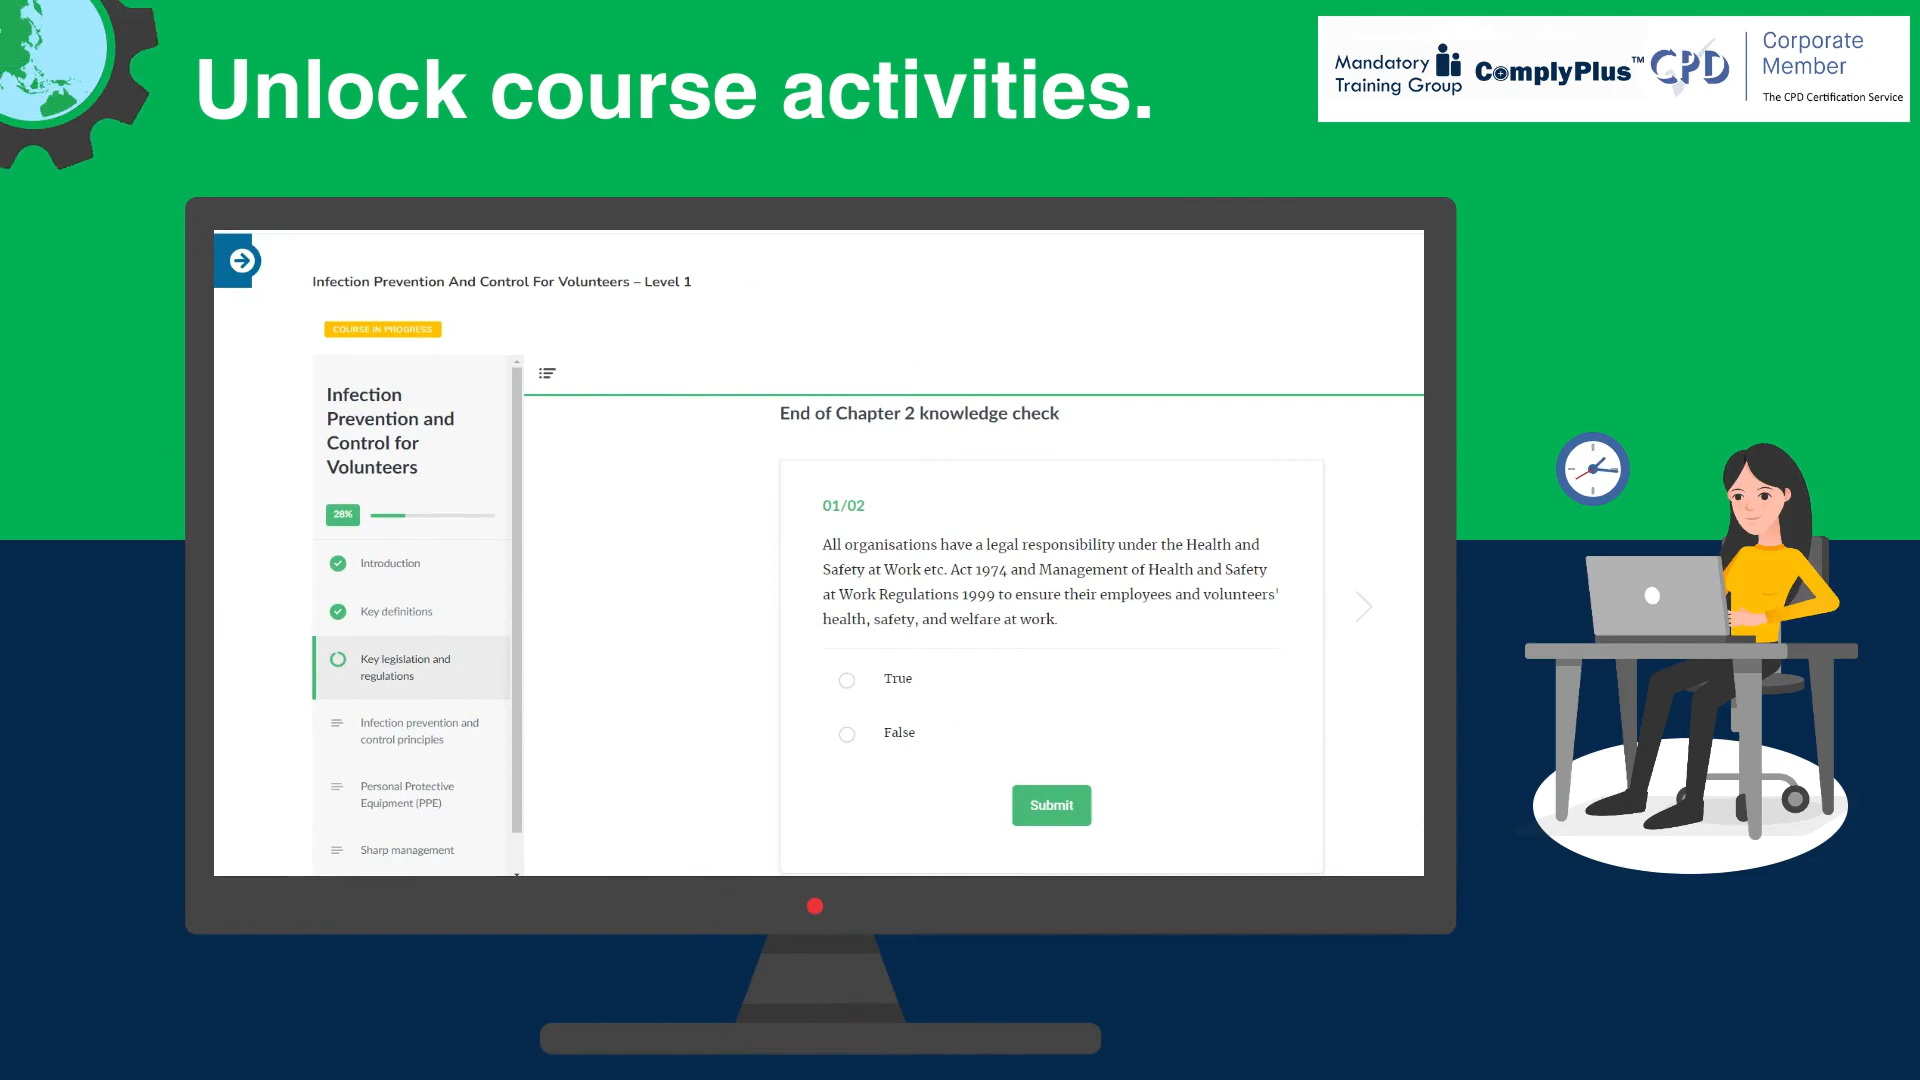 Unlock course activities.
Mandatory
Training Group
ComplyPlus™
CPD
Corporate
Member
The CPD Certification Service
Infection Prevention And Control For Volunteers – Level 1
COURSE IN PROGRESS
Infection
Prevention and
Control for
Volunteers
28%
Introduction
Key definitions
Key legislation and
regulations
Infection prevention and
control principles
Personal Protective
Equipment (PPE)
Sharp management
End of Chapter 2 knowledge check
01/02
All organisations have a legal responsibility under the Health and
Safety at Work etc. Act 1974 and Management of Health and Safety
at Work Regulations 1999 to ensure their employees and volunteers'
health, safety, and welfare at work.
True
False
Submit